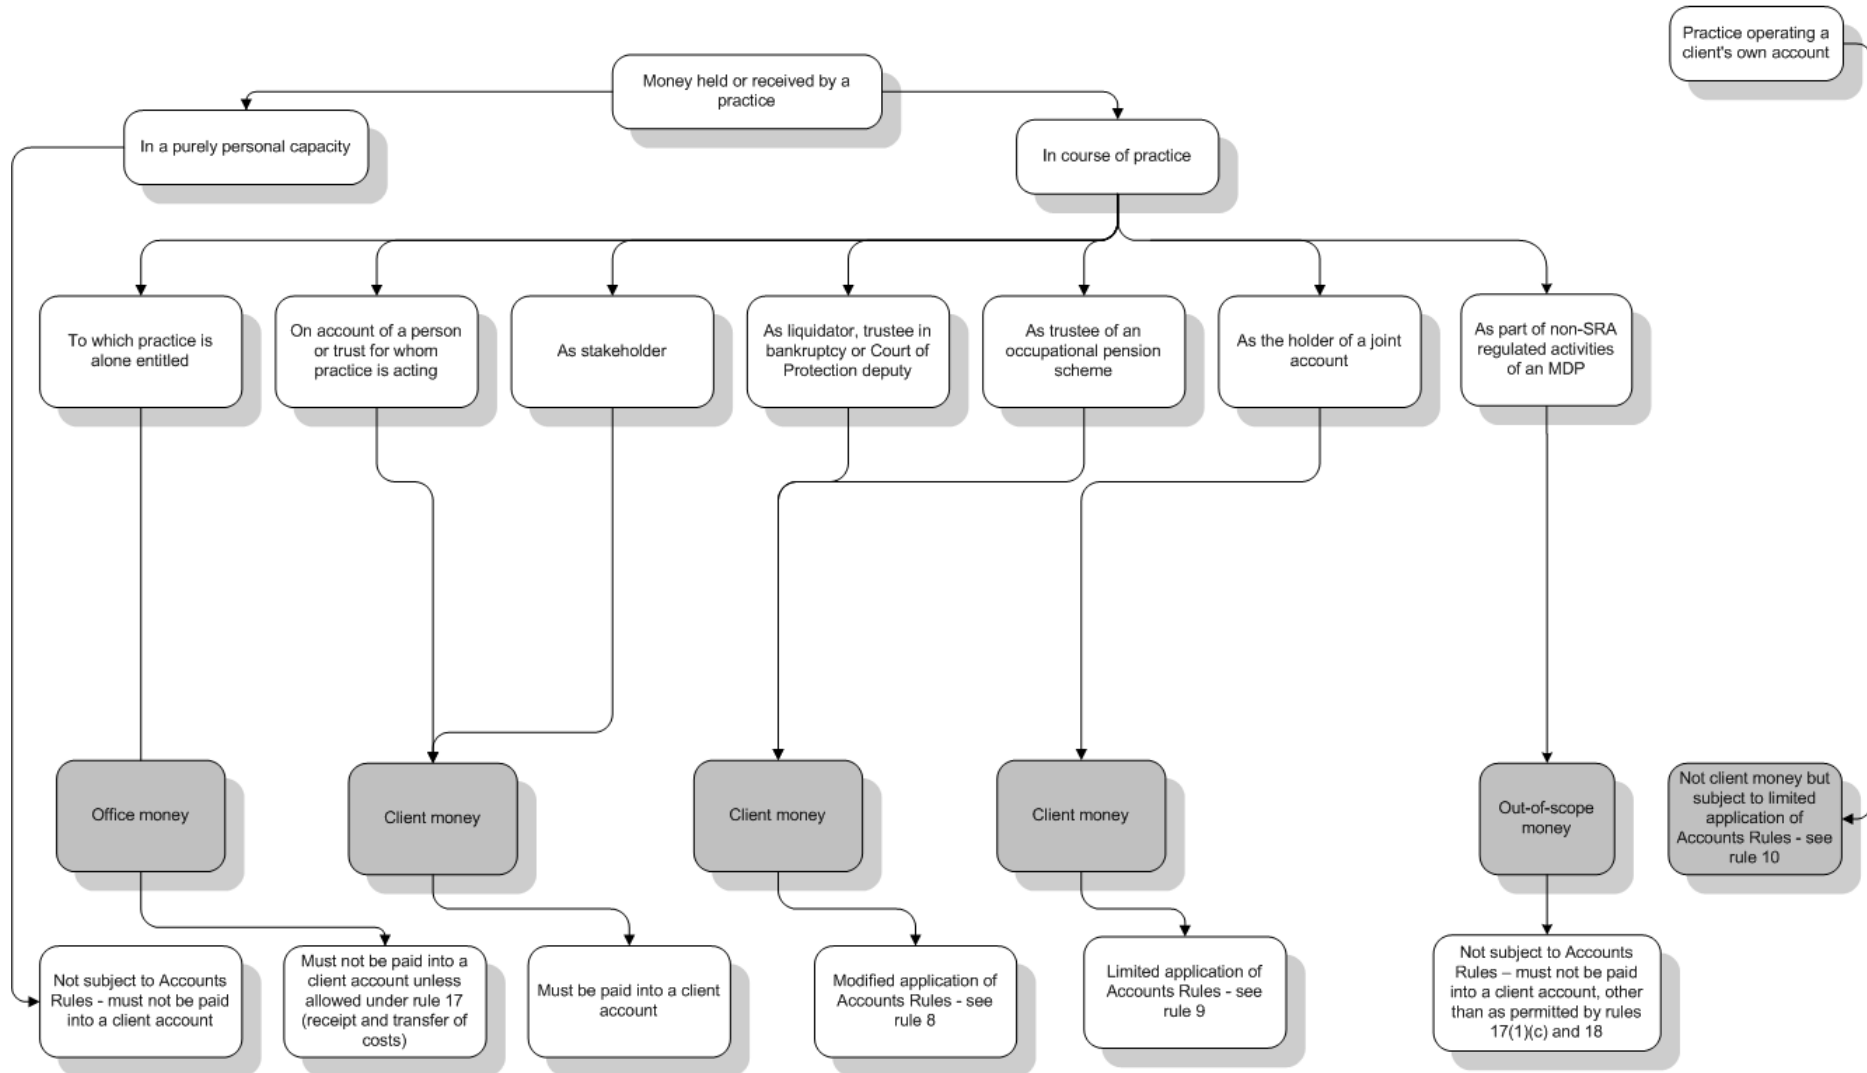 Practice operating a
client's own account
Money held or received by a
practice
In a purely personal capacity
In course of practice
To which practice is
alone entitled
On account of a person
or trust for whom
practice is acting
As stakeholder
As liquidator, trustee in
bankruptcy or Court of
Protection deputy
As trustee of an
occupational pension
scheme
As the holder of a joint
account
As part of non-SRA
regulated activities
of an MDP
Office money
Client money
Client money
Client money
Out-of-scope
money
Not client money but
subject to limited
application of
Accounts Rules - see
rule 10
Not subject to Accounts
Rules - must not be paid
into a client account
Must not be paid into a
client account unless
allowed under rule 17
(receipt and transfer of
costs)
Must be paid into a client
account
Modified application of
Accounts Rules - see
rule 8
Limited application of
Accounts Rules - see
rule 9
Not subject to Accounts
Rules – must not be paid
into a client account, other
than as permitted by rules
17(1)(c) and 18